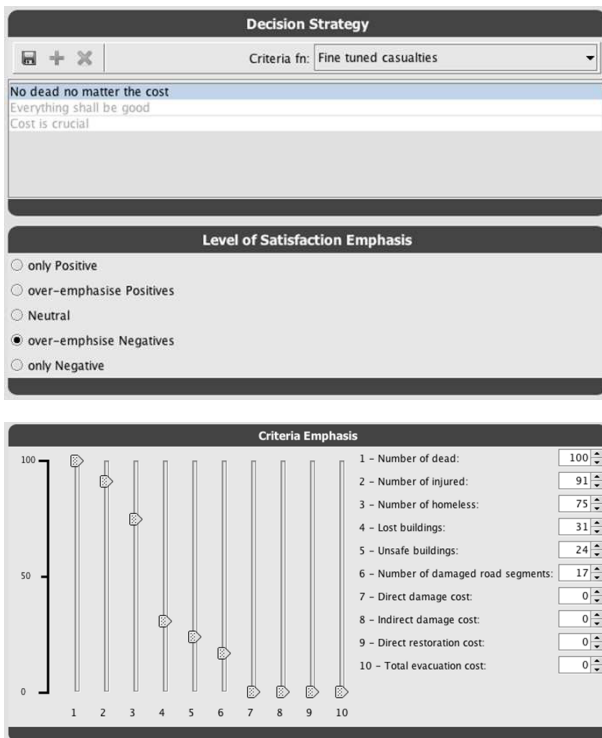 Decision Strategy
Criteria fn: Fine tuned casualties
No dead no matter the cost
Everything shall be good
Cost is crucial
Level of Satisfaction Emphasis
only Positive
over-emphasise Positives
Neutral
over-emphsise Negatives
only Negative
Criteria Emphasis
100
50
0
1 2 3 4 5 6 7 8 9 10
1 - Number of dead: 100
2 - Number of injured: 91
3 - Number of homeless: 75
4 - Lost buildings: 31
5 - Unsafe buildings: 24
6 - Number of damaged road segments: 17
7 - Direct damage cost: 0
8 - Indirect damage cost: 0
9 - Direct restoration cost: 0
10 - Total evacuation cost: 0